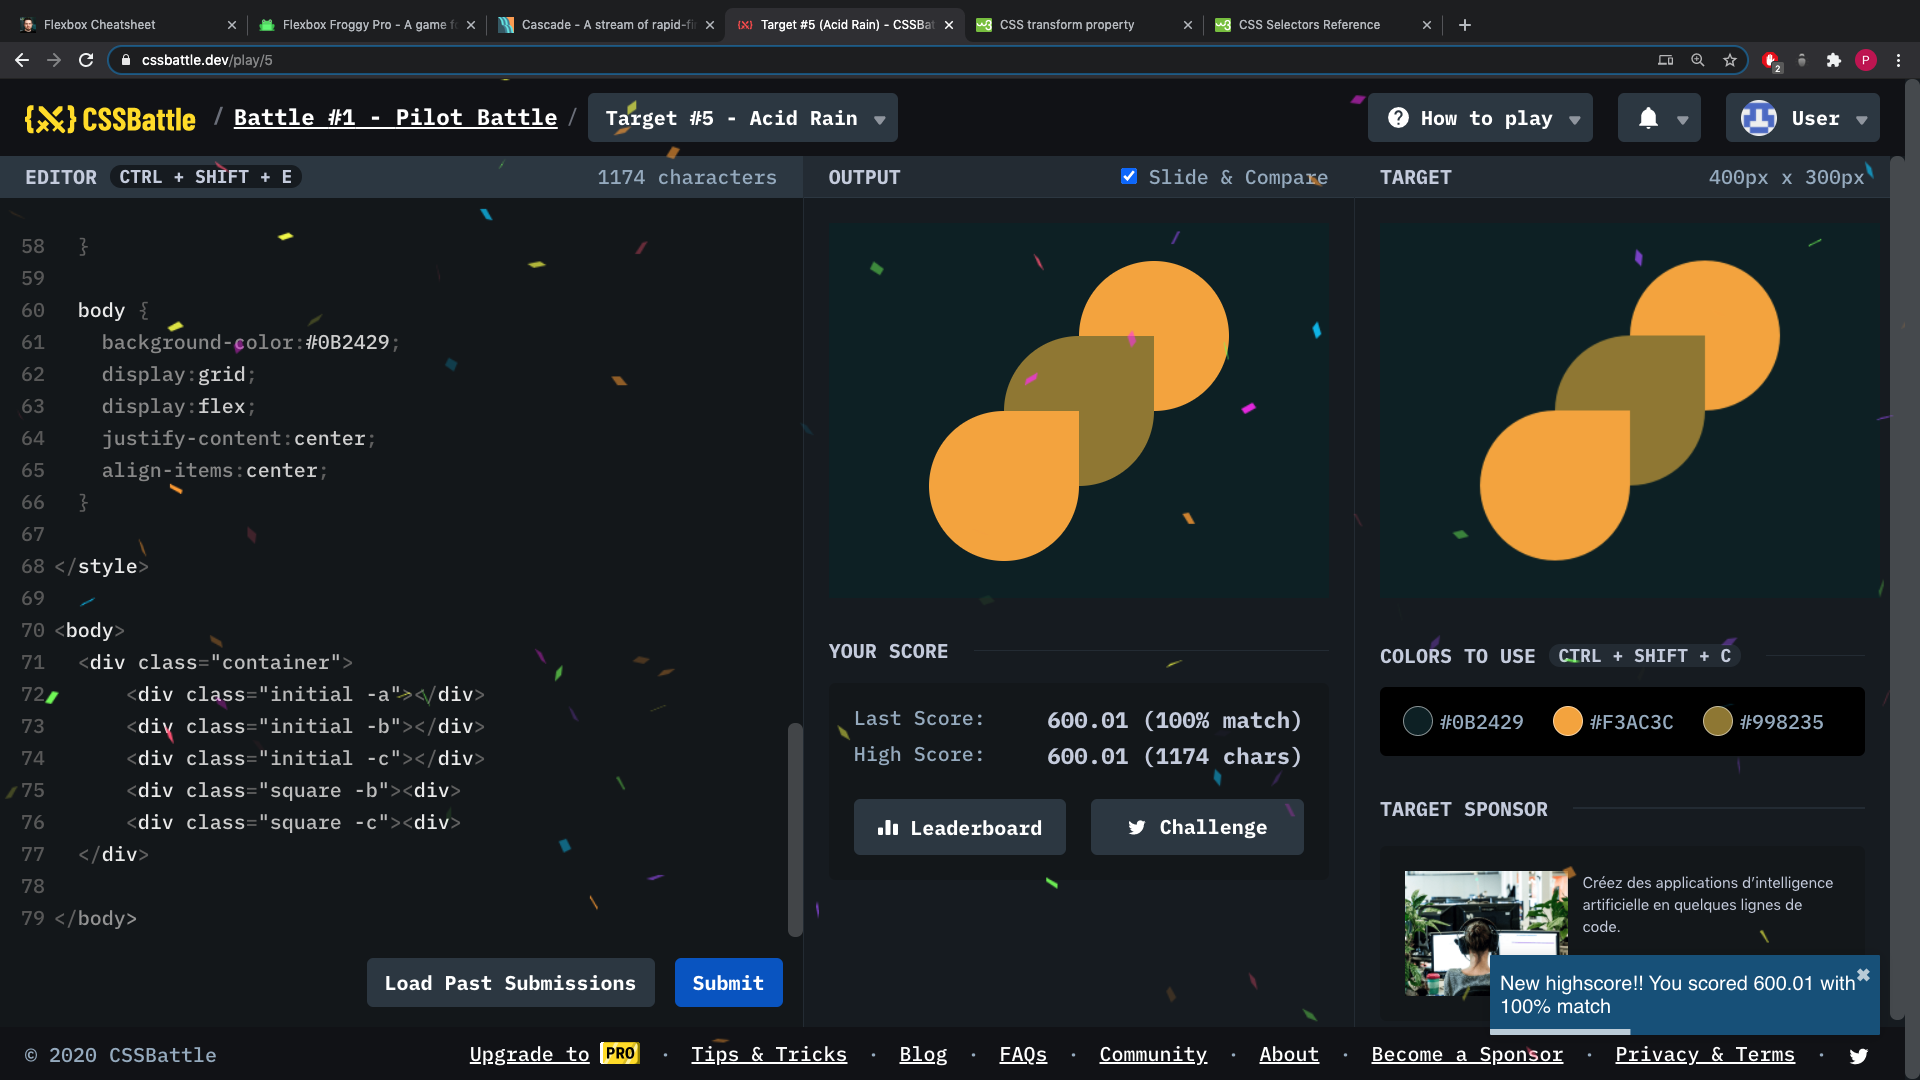 Flexbox Cheatsheet
Flexbox Froggy Pro - A game fo
Cascade - A stream of rapid-fi
Target #5 (Acid Rain) - CSSBat
CSS transform property
CSS Selectors Reference
cssbattle.dev/play/5
2
P
CSSBattle / Battle #1 - Pilot Battle / Target #5 - Acid Rain
How to play
User
EDITOR CTRL + SHIFT + E 1174 characters
OUTPUT Slide & Compare
TARGET 400px x 300px
58 }
59
60 body {
61 background-color:#0B2429;
62 display:grid;
63 display:flex;
64 justify-content:center;
65 align-items:center;
66 }
67
68 </style>
69
70 <body>
71 <div class="container">
72 <div class="initial -a"></div>
73 <div class="initial -b"></div>
74 <div class="initial -c"></div>
75 <div class="square -b"><div>
76 <div class="square -c"><div>
77 </div>
78
79 </body>
Load Past Submissions
Submit
YOUR SCORE
Last Score: 600.01 (100% match)
High Score: 600.01 (1174 chars)
Leaderboard
Challenge
COLORS TO USE CTRL + SHIFT + C
#0B2429 #F3AC3C #998235
TARGET SPONSOR
Créez des applications d’intelligence
artificielle en quelques lignes de
code.
New highscore!! You scored 600.01 with
100% match
© 2020 CSSBattle
Upgrade to PRO · Tips & Tricks · Blog · FAQs · Community · About · Become a Sponsor · Privacy & Terms ·